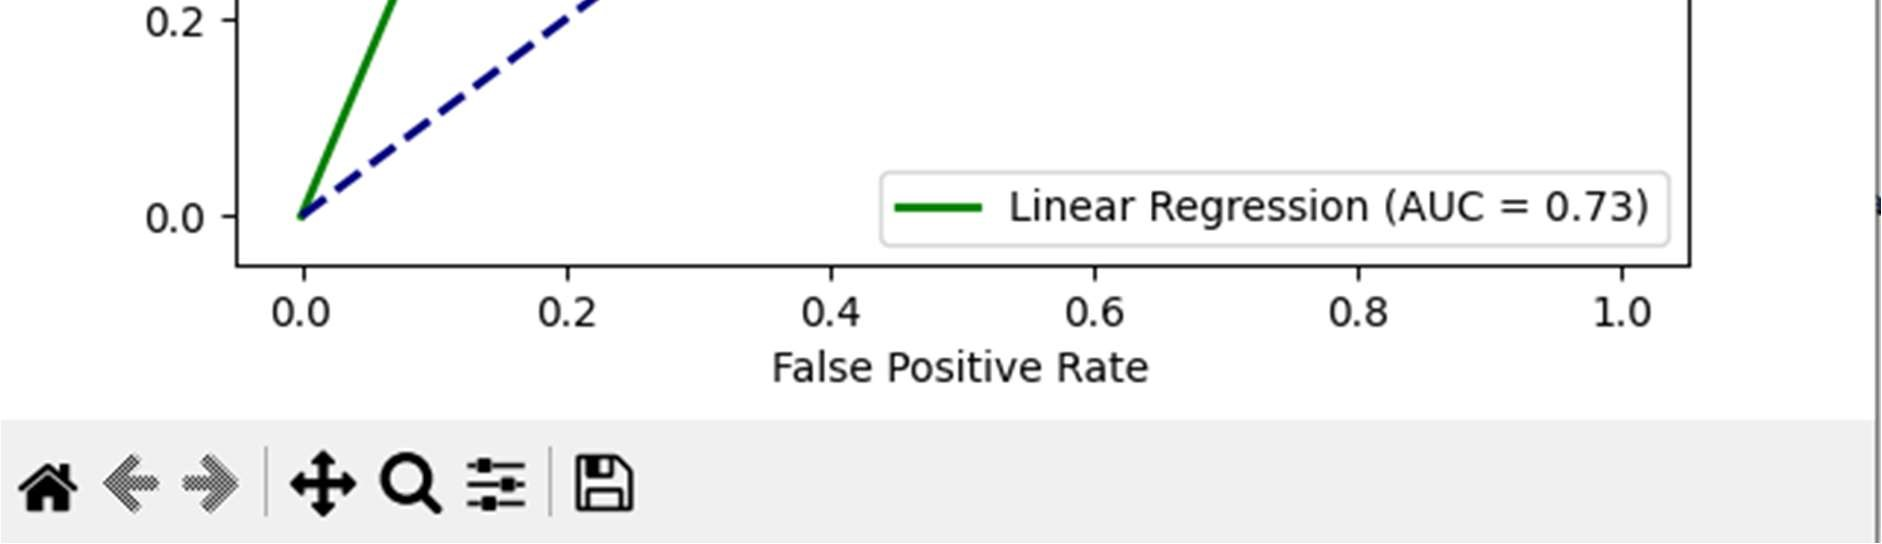 0.2
0.0
Linear Regression (AUC = 0.73)
0.0 0.2 0.4 0.6 0.8 1.0
False Positive Rate